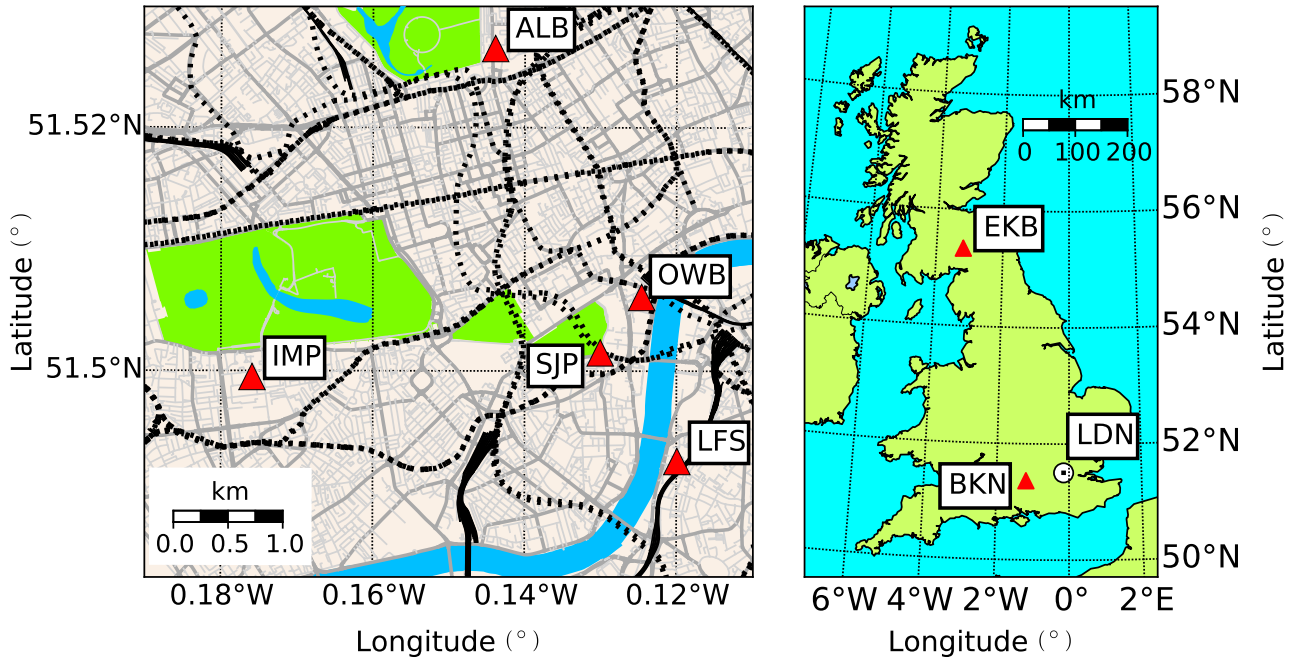 ALB
51.52°N
OWB
IMP
SJP
51.5°N
LFS
km
0.0 0.5 1.0
0.18°W 0.16°W 0.14°W 0.12°W
Longitude (°)
Latitude (°)
58°N
km
0 100 200
56°N
EKB
54°N
LDN
52°N
BKN
50°N
6°W 4°W 2°W 0° 2°E
Longitude (°)
Latitude (°)